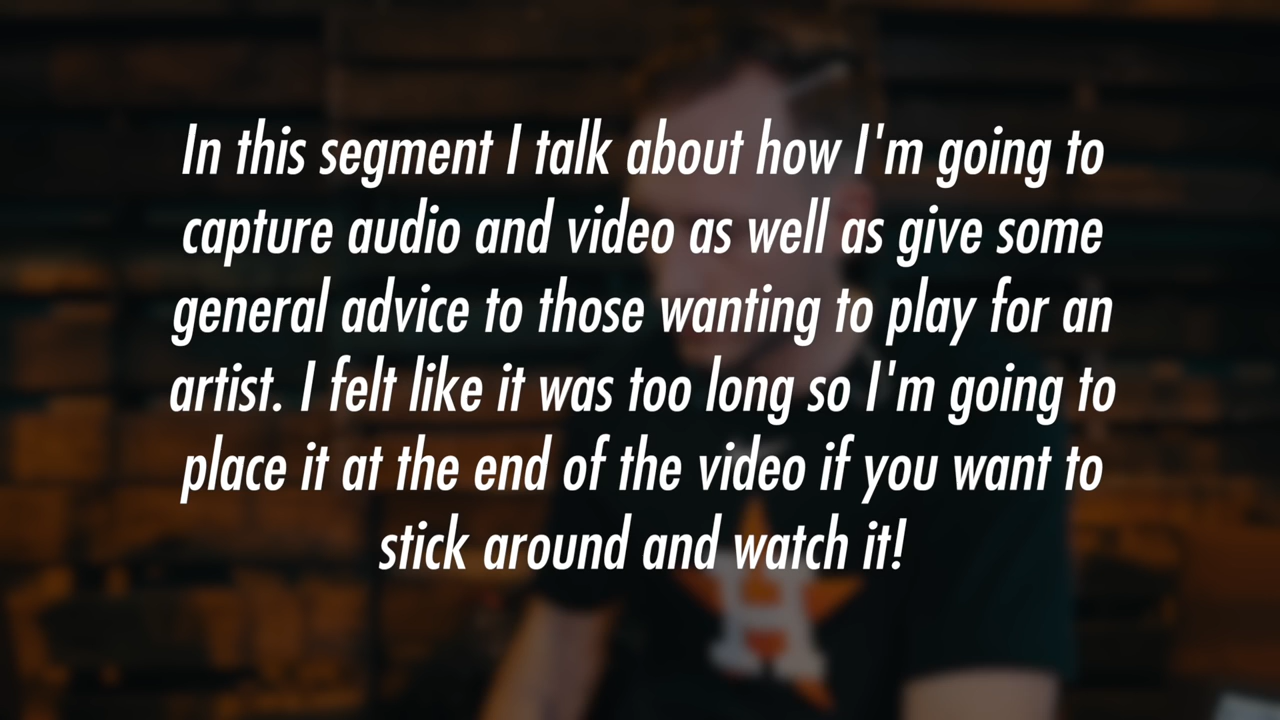 In this segment I talk about how I'm going to
capture audio and video as well as give some
general advice to those wanting to play for an
artist. I felt like it was too long so I'm going to
place it at the end of the video if you want to
stick around and watch it!
H